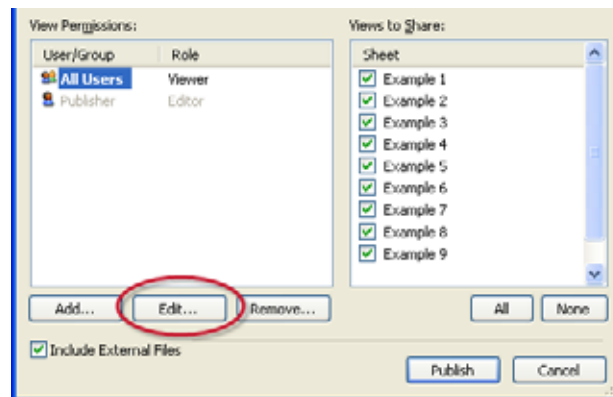 View Permissions:
User/Group Role
All Users Viewer
Publisher Editor
Add... Edit... Remove...
Include External Files
Views to Share:
Sheet
Example 1
Example 2
Example 3
Example 4
Example 5
Example 6
Example 7
Example 8
Example 9
All None
Publish Cancel